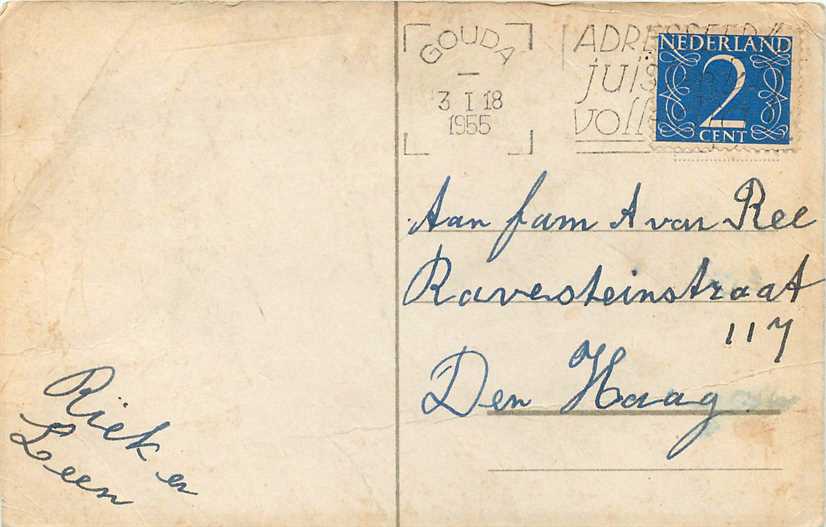 GOUDA
3 I 18
1955
ADRESSEER
juis
voll
NEDERLAND
2
CENT
Aan fam A van Ree
Ravesteinstraat
117
Den Haag
Riek en
Leen